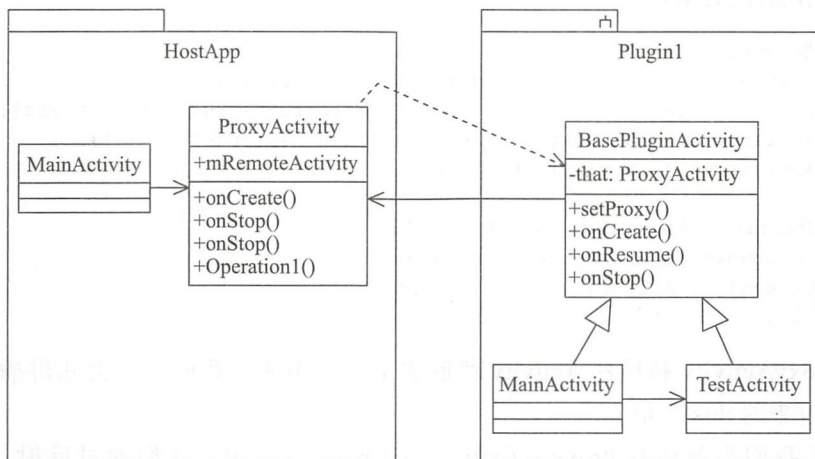 HostApp
ProxyActivity
+mRemoteActivity
+onCreate()
+onStop()
+onStop()
+Operation1()
MainActivity
Plugin1
BasePluginActivity
-that: ProxyActivity
+setProxy()
+onCreate()
+onResume()
+onStop()
MainActivity
TestActivity